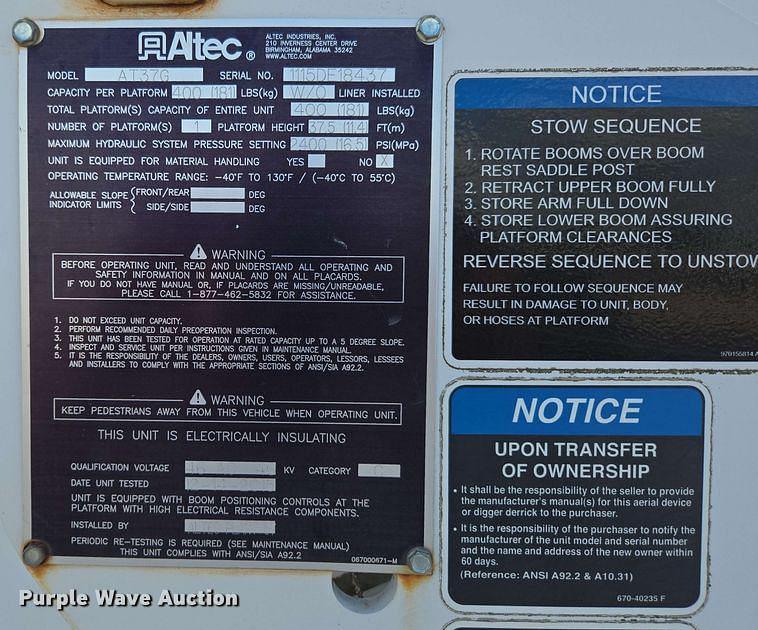 Altec®
ALTEC INDUSTRIES, INC.
210 INVERNESS CENTER DRIVE
BIRMINGHAM, ALABAMA 35242
WWW.ALTEC.COM
MODEL AT37G SERIAL NO. 1115DF18437
CAPACITY PER PLATFORM 400 (181) LBS(kg) W/O LINER INSTALLED
TOTAL PLATFORM(S) CAPACITY OF ENTIRE UNIT 400 (181) LBS(kg)
NUMBER OF PLATFORM(S) 1 PLATFORM HEIGHT 37.5 (11.4) FT(m)
MAXIMUM HYDRAULIC SYSTEM PRESSURE SETTING 2400 (16.5) PSI(MPa)
UNIT IS EQUIPPED FOR MATERIAL HANDLING YES NO X
OPERATING TEMPERATURE RANGE: -40°F TO 130°F / (-40°C TO 55°C)
ALLOWABLE SLOPE INDICATOR LIMITS
FRONT/REAR DEG
SIDE/SIDE DEG
WARNING
BEFORE OPERATING UNIT, READ AND UNDERSTAND ALL OPERATING AND
SAFETY INFORMATION IN MANUAL AND ON ALL PLACARDS.
IF YOU DO NOT HAVE MANUAL OR, IF PLACARDS ARE MISSING/UNREADABLE,
PLEASE CALL 1-877-462-5832 FOR ASSISTANCE.
1. DO NOT EXCEED UNIT CAPACITY.
2. PERFORM RECOMMENDED DAILY PREOPERATION INSPECTION.
3. THIS UNIT HAS BEEN TESTED FOR OPERATION AT RATED CAPACITY UP TO A 5 DEGREE SLOPE.
4. INSPECT AND SERVICE UNIT PER INSTRUCTIONS GIVEN IN MAINTENANCE MANUAL.
5. IT IS THE RESPONSIBILITY OF THE DEALERS, OWNERS, USERS, OPERATORS, LESSORS, LESSEES
AND INSTALLERS TO COMPLY WITH THE APPROPRIATE SECTIONS OF ANSI/SIA A92.2.
WARNING
KEEP PEDESTRIANS AWAY FROM THIS VEHICLE WHEN OPERATING UNIT.
THIS UNIT IS ELECTRICALLY INSULATING
QUALIFICATION VOLTAGE KV CATEGORY
DATE UNIT TESTED
UNIT IS EQUIPPED WITH BOOM POSITIONING CONTROLS AT THE
PLATFORM WITH HIGH ELECTRICAL RESISTANCE COMPONENTS.
INSTALLED BY
PERIODIC RE-TESTING IS REQUIRED (SEE MAINTENANCE MANUAL)
THIS UNIT COMPLIES WITH ANSI/SIA A92.2
067000671-M
NOTICE
STOW SEQUENCE
1. ROTATE BOOMS OVER BOOM
REST SADDLE POST
2. RETRACT UPPER BOOM FULLY
3. STORE ARM FULL DOWN
4. STORE LOWER BOOM ASSURING
PLATFORM CLEARANCES
REVERSE SEQUENCE TO UNSTOW
FAILURE TO FOLLOW SEQUENCE MAY
RESULT IN DAMAGE TO UNIT, BODY,
OR HOSES AT PLATFORM
970155814 A
NOTICE
UPON TRANSFER
OF OWNERSHIP
• It shall be the responsibility of the seller to provide
the manufacturer's manual(s) for this aerial device
or digger derrick to the purchaser.
• It is the responsibility of the purchaser to notify the
manufacturer of the unit model and serial number
and the name and address of the new owner within
60 days.
(Reference: ANSI A92.2 & A10.31)
670-40235 F
Purple Wave Auction